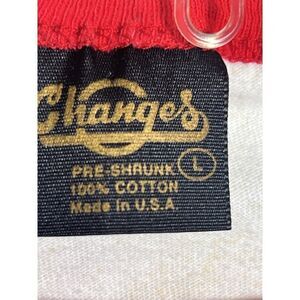 Changes
PRE-SHRUNK L
100% COTTON
Made in U.S.A